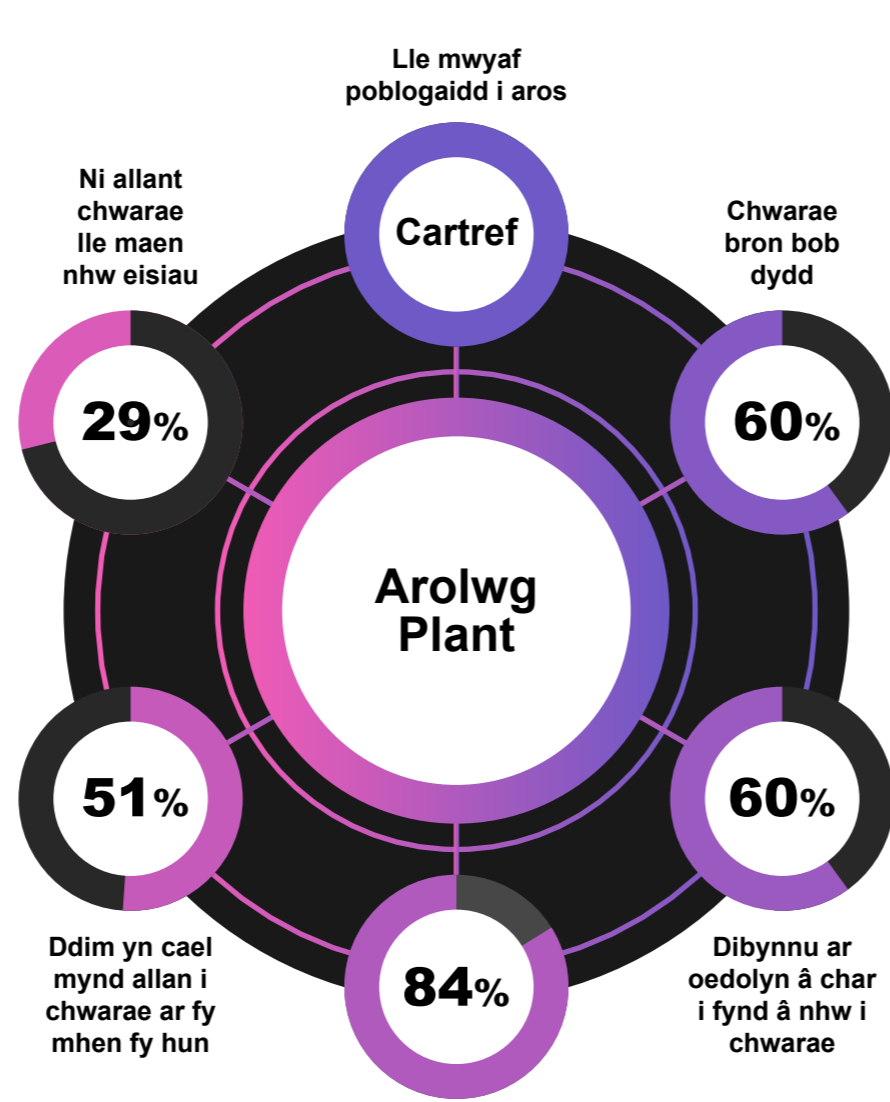 Lle mwyaf
poblogaidd i aros
Cartref
Ni allant
chwarae
lle maen
nhw eisiau
29%
Chwarae
bron bob
dydd
60%
Arolwg
Plant
51%
Ddim yn cael
mynd allan i
chwarae ar fy
mhen fy hun
84%
60%
Dibynnu ar
oedolyn â char
i fynd â nhw i
chwarae